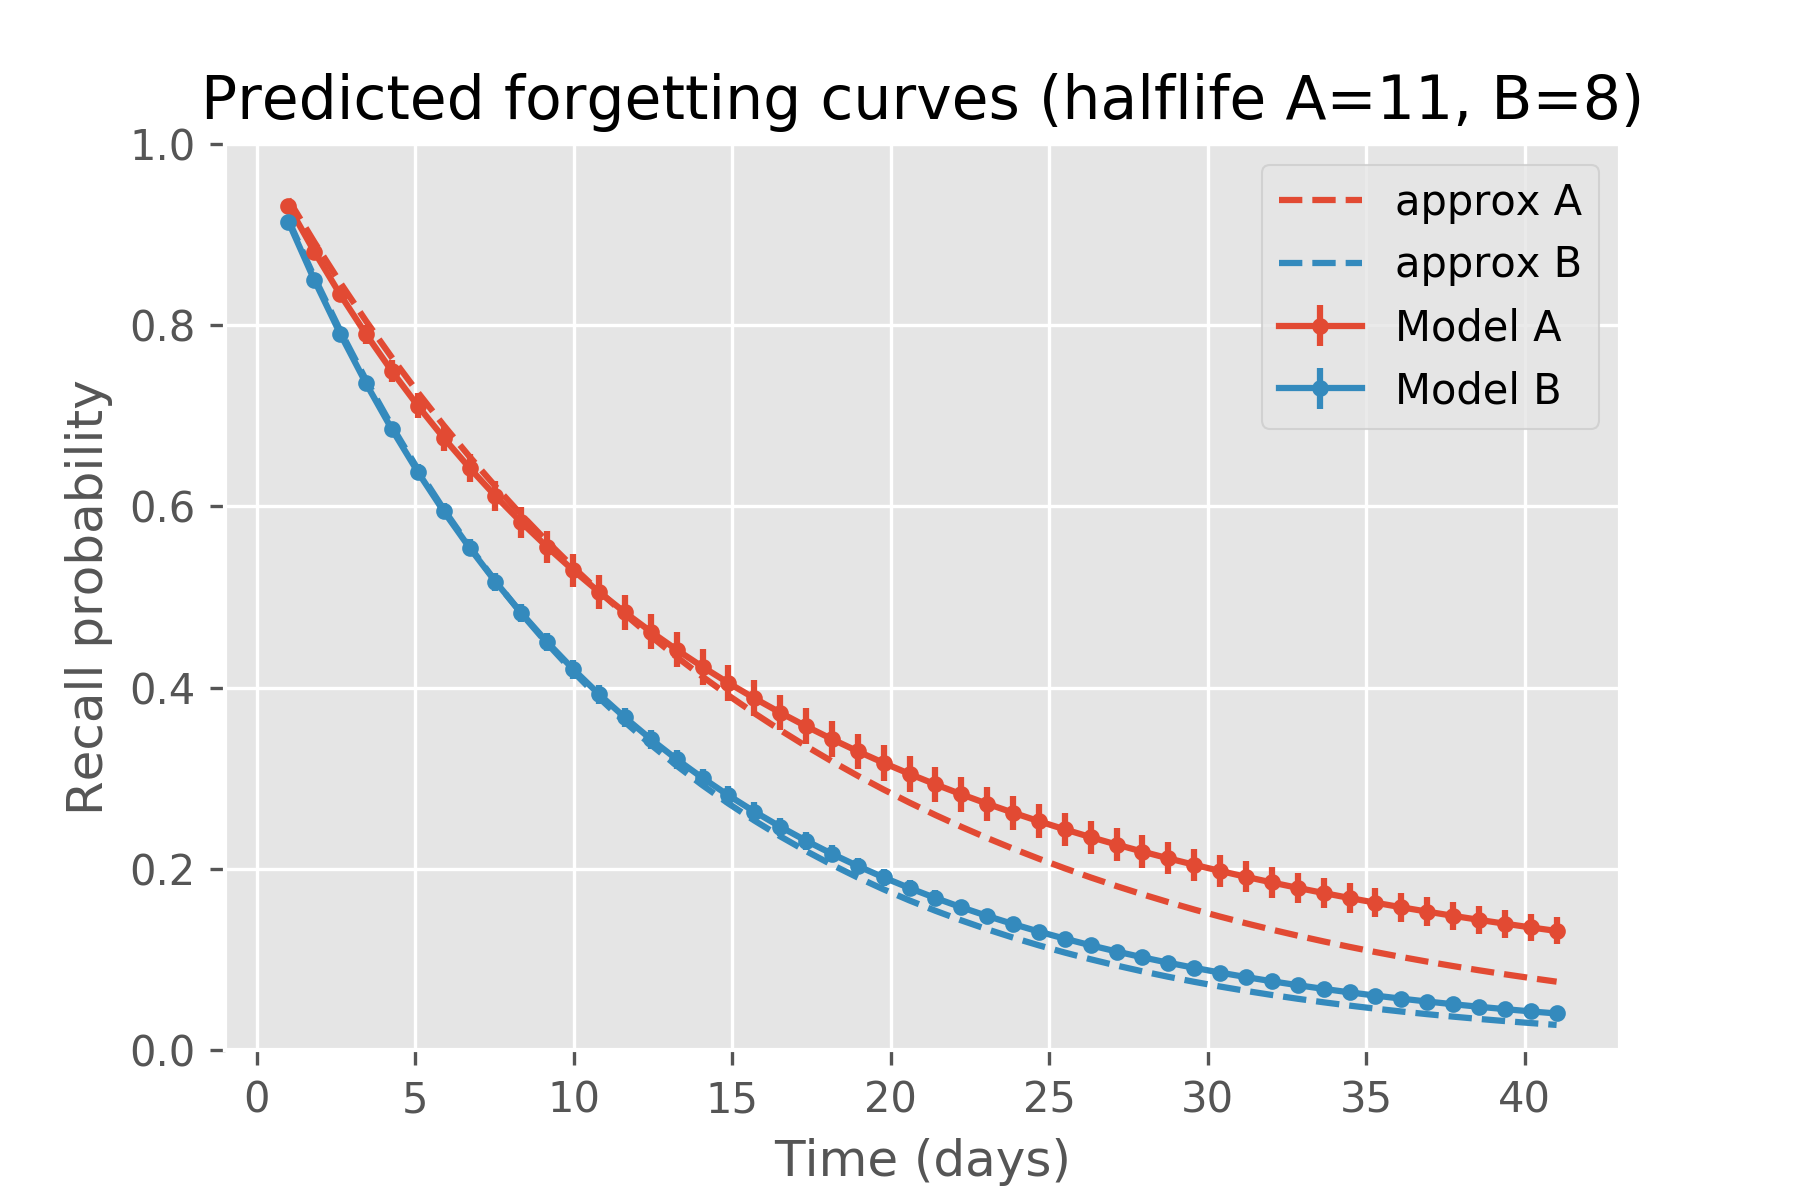 Predicted forgetting curves (halflife A=11, B=8)
1.0
0.8
0.6
0.4
0.2
0.0
Recall probability
approx A
approx B
Model A
Model B
0 5 10 15 20 25 30 35 40
Time (days)